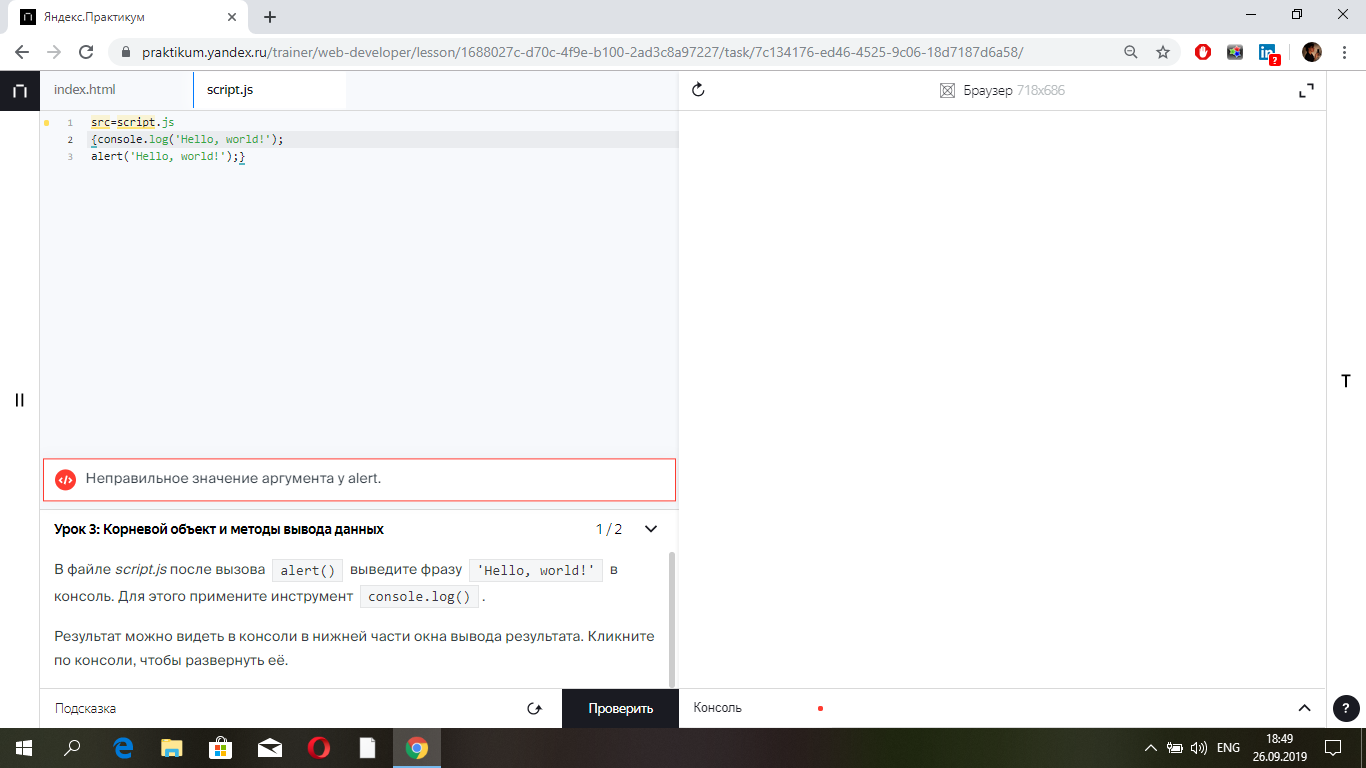 Яндекс.Практикум
praktikum.yandex.ru/trainer/web-developer/lesson/1688027c-d70c-4f9e-b100-2ad3c8a97227/task/7c134176-ed46-4525-9c06-18d7187d6a58/
index.html
script.js
Браузер 718x686
1 src=script.js
2 {console.log('Hello, world!');
3 alert('Hello, world!');}
T
Неправильное значение аргумента у alert.
Урок 3: Корневой объект и методы вывода данных 1 / 2
В файле script.js после вызова alert() выведите фразу 'Hello, world!' в
консоль. Для этого примените инструмент console.log() .
Результат можно видеть в консоли в нижней части окна вывода результата. Кликните
по консоли, чтобы развернуть её.
Подсказка
Проверить
Консоль
?
ENG
18:49
26.09.2019